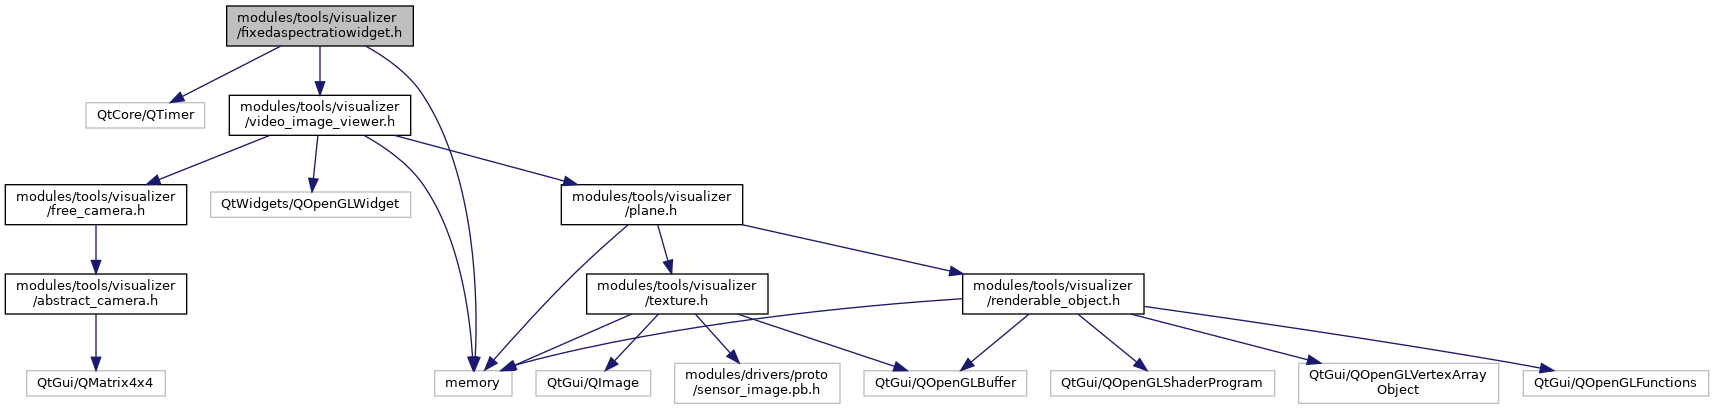 modules/tools/visualizer
/fixedaspectratiowidget.h
QtCore/QTimer
modules/tools/visualizer
/video_image_viewer.h
modules/tools/visualizer
/free_camera.h
QtWidgets/QOpenGLWidget
modules/tools/visualizer
/plane.h
modules/tools/visualizer
/abstract_camera.h
modules/tools/visualizer
/texture.h
modules/tools/visualizer
/renderable_object.h
QtGui/QMatrix4x4
memory
QtGui/QImage
modules/drivers/proto
/sensor_image.pb.h
QtGui/QOpenGLBuffer
QtGui/QOpenGLShaderProgram
QtGui/QOpenGLVertexArray
Object
QtGui/QOpenGLFunctions